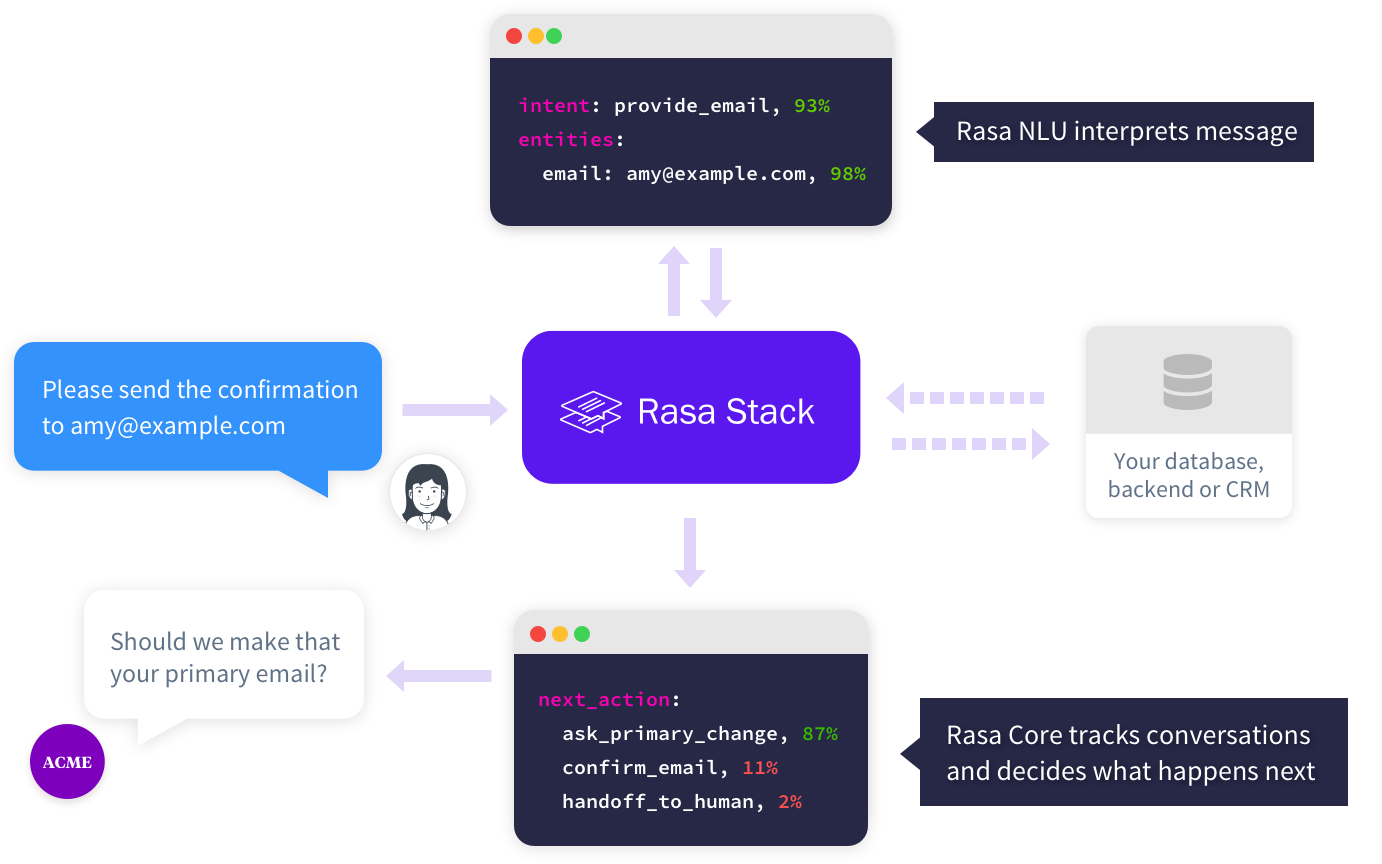 intent: provide_email, 93%
entities:
email: amy@example.com, 98%
Rasa NLU interprets message
Please send the confirmation
to amy@example.com
Rasa Stack
Your database,
backend or CRM
Should we make that
your primary email?
ACME
next_action:
ask_primary_change, 87%
confirm_email, 11%
handoff_to_human, 2%
Rasa Core tracks conversations
and decides what happens next